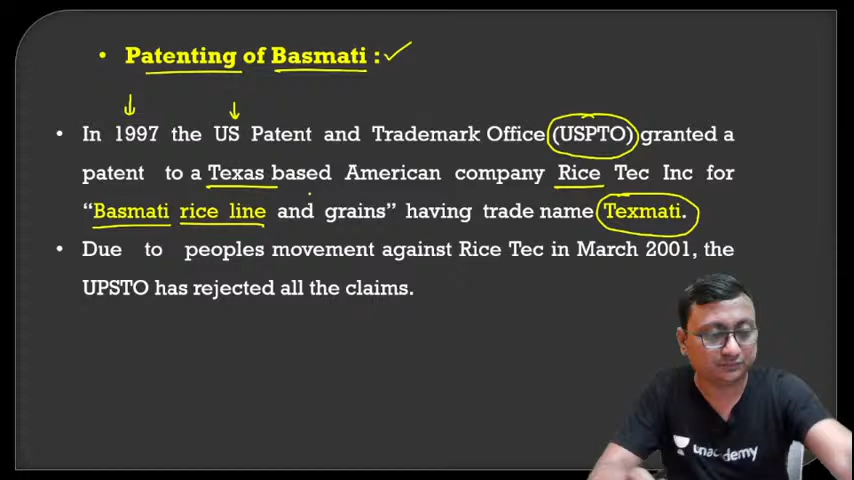 • Patenting of Basmati :
• In 1997 the US Patent and Trademark Office (USPTO) granted a
patent to a Texas based American company Rice Tec Inc for
“Basmati rice line and grains” having trade name Texmati.
• Due to peoples movement against Rice Tec in March 2001, the
UPSTO has rejected all the claims.
unacademy